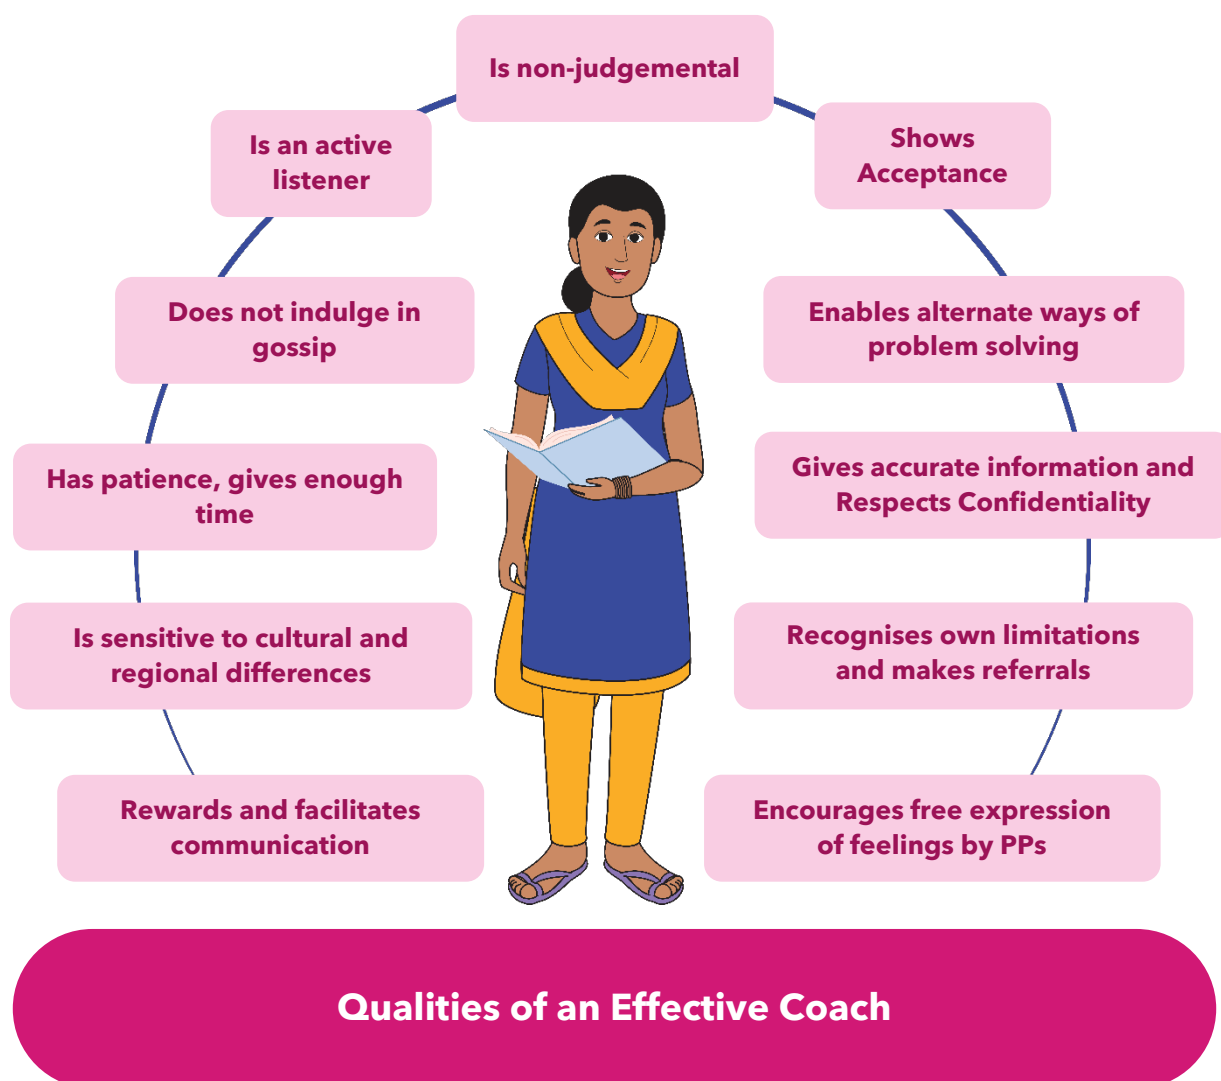 Is non-judgemental
Is an active
listener
Shows
Acceptance
Does not indulge in
gossip
Enables alternate ways of
problem solving
Has patience, gives enough
time
Gives accurate information and
Respects Confidentiality
Is sensitive to cultural and
regional differences
Recognises own limitations
and makes referrals
Rewards and facilitates
communication
Encourages free expression
of feelings by PPs
Qualities of an Effective Coach